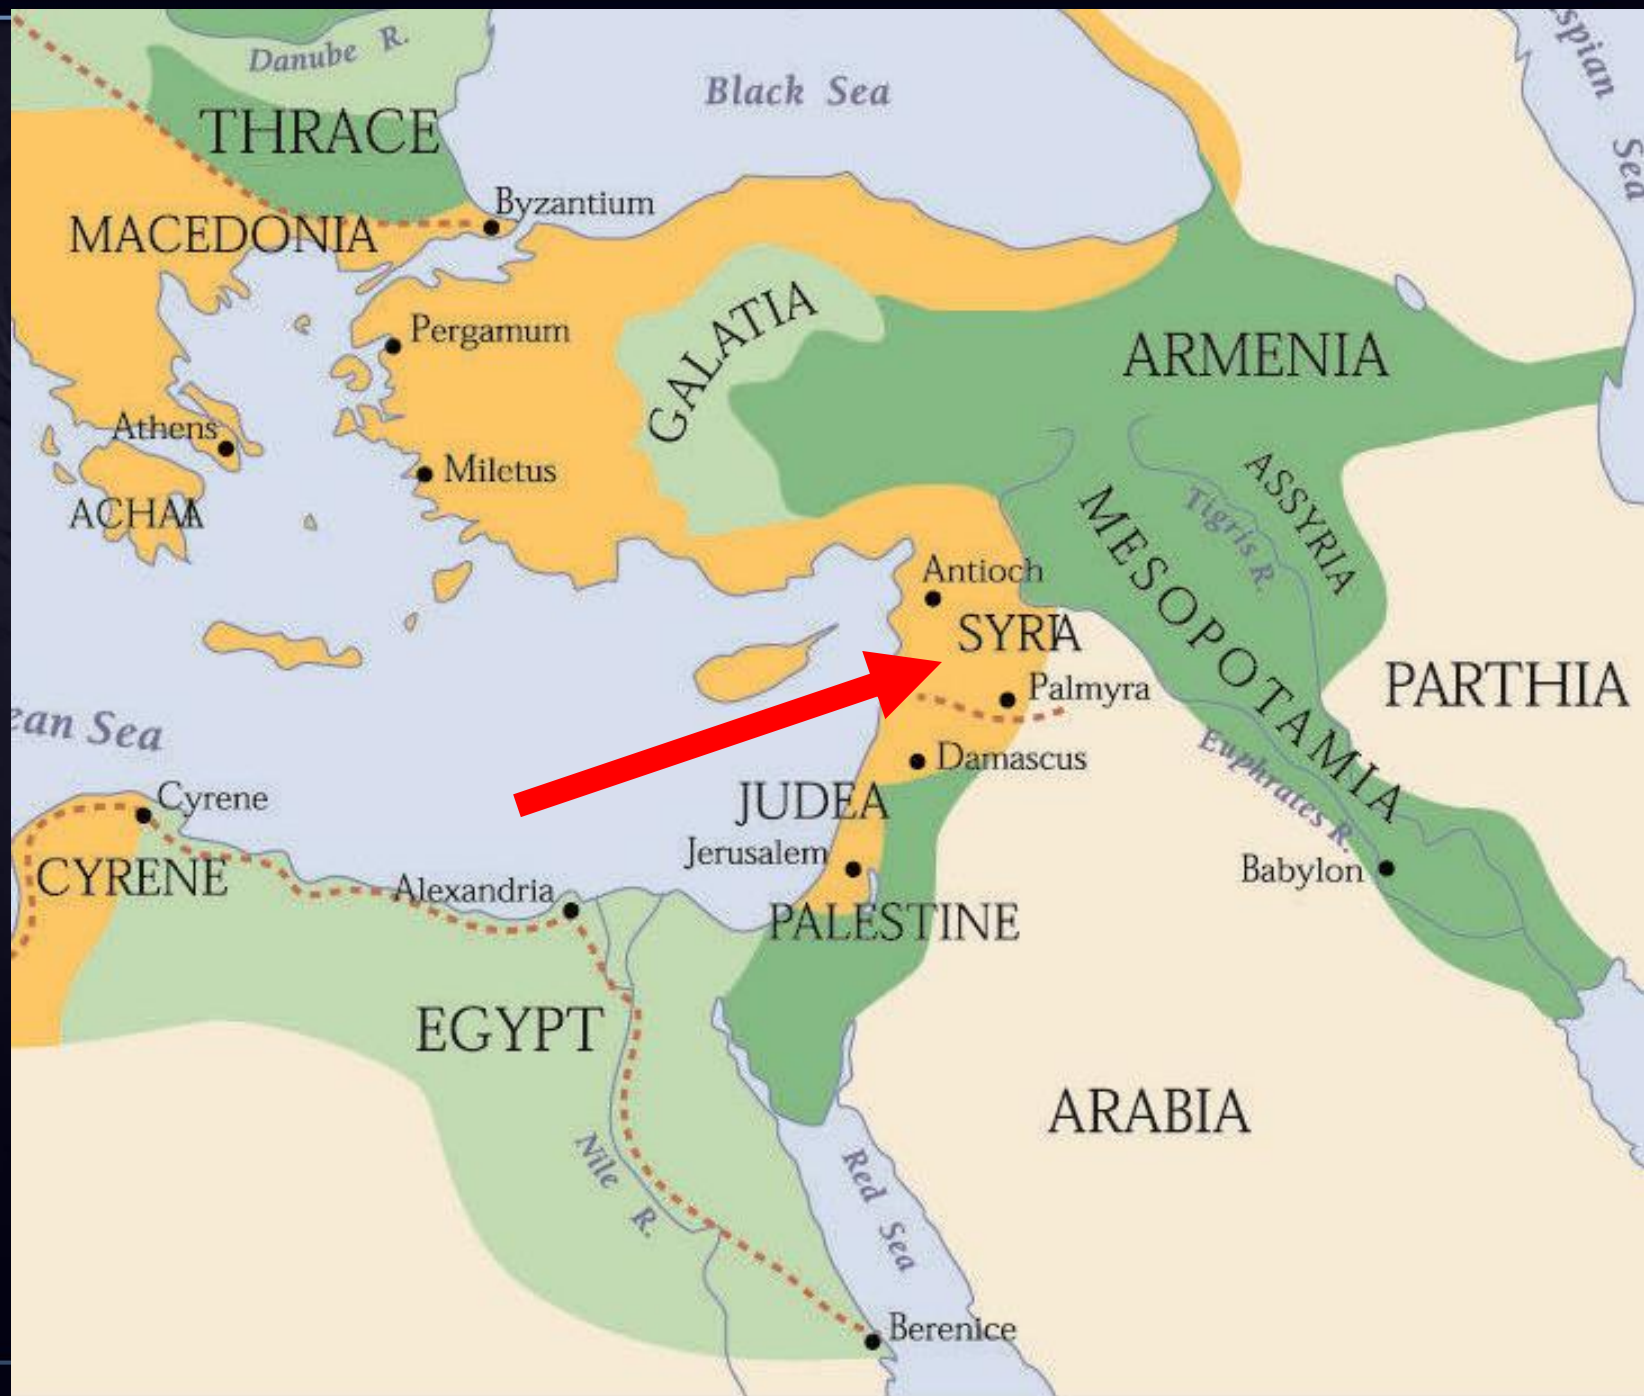 Danube R.
Black Sea
spian Sea
THRACE
Byzantium
MACEDONIA
GALATIA
Pergamum
ARMENIA
Athens
Miletus
ASSYRIA
Tigris R.
MESOPOTAMIA
ACHAIA
Antioch
SYRIA
Palmyra
PARTHIA
ean Sea
Euphrates R.
Damascus
JUDEA
Cyrene
Jerusalem
CYRENE
Alexandria
Babylon
PALESTINE
EGYPT
ARABIA
Nile R.
Red Sea
Berenice